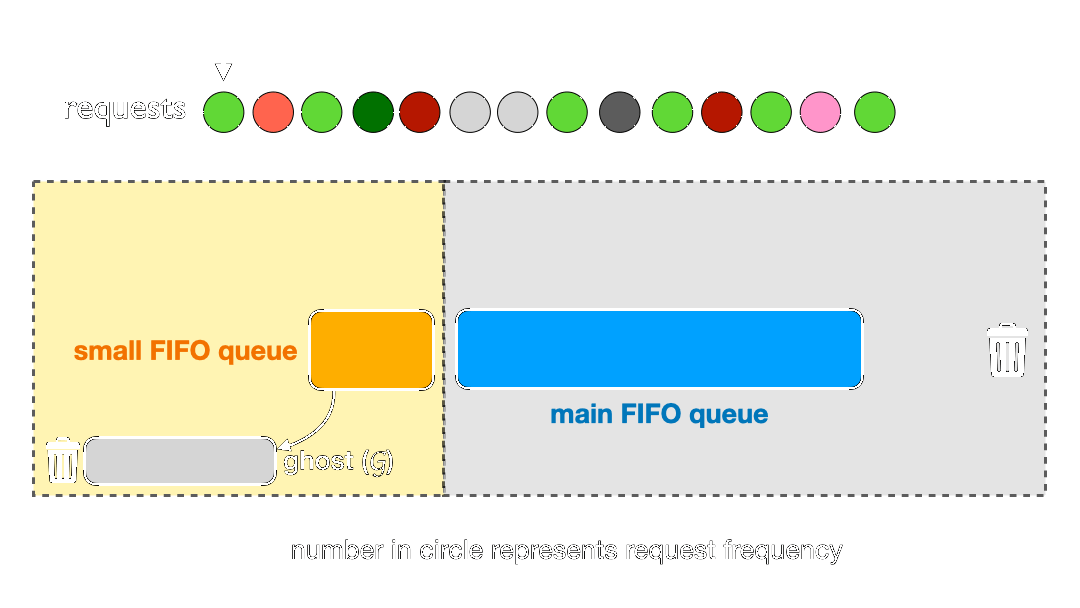 requests
small FIFO queue
main FIFO queue
ghost (𝒢)
number in circle represents request frequency